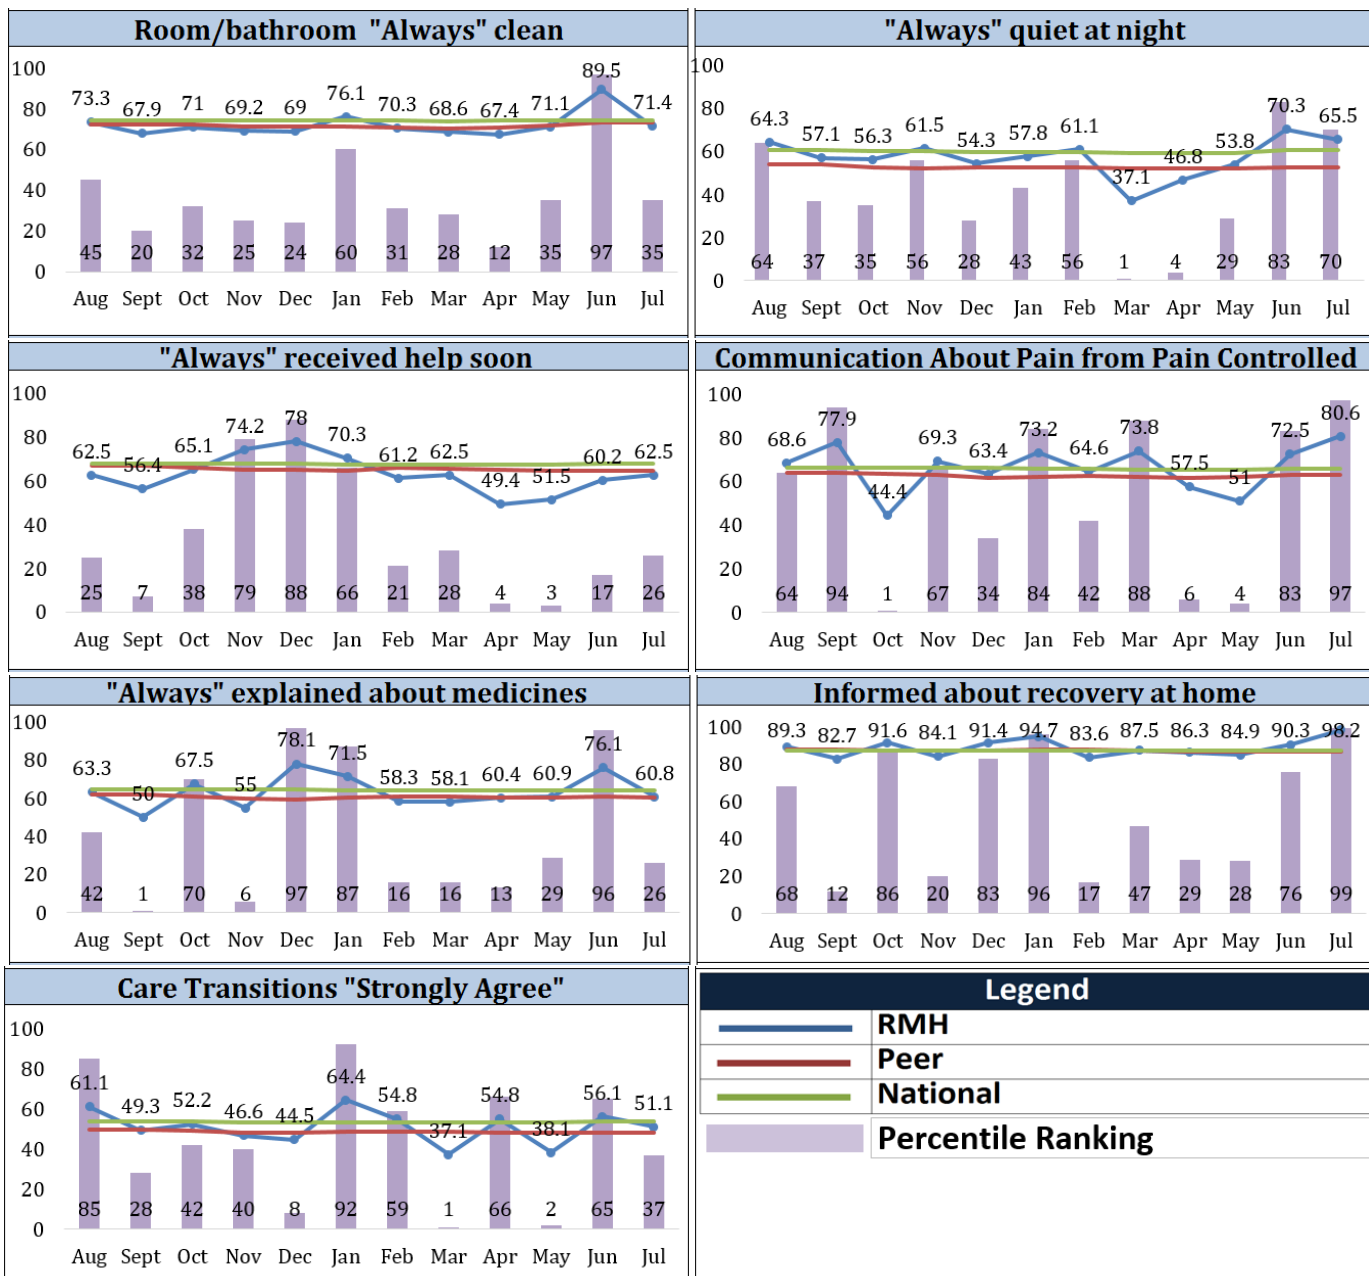 Room/bathroom "Always" clean
100
80
60
40
20
0
73.3 67.9 71 69.2 69 76.1 70.3 68.6 67.4 71.1 89.5 71.4
45 20 32 25 24 60 31 28 12 35 97 35
Aug Sept Oct Nov Dec Jan Feb Mar Apr May Jun Jul
"Always" quiet at night
100
80
60
40
20
0
64.3 57.1 56.3 61.5 54.3 57.8 61.1 37.1 46.8 53.8 70.3 65.5
64 37 35 56 28 43 56 1 4 29 83 70
Aug Sept Oct Nov Dec Jan Feb Mar Apr May Jun Jul
"Always" received help soon
100
80
60
40
20
0
62.5 56.4 65.1 74.2 78 70.3 61.2 62.5 49.4 51.5 60.2 62.5
25 7 38 79 88 66 21 28 4 3 17 26
Aug Sept Oct Nov Dec Jan Feb Mar Apr May Jun Jul
Communication About Pain from Pain Controlled
100
80
60
40
20
0
68.6 77.9 44.4 69.3 63.4 73.2 64.6 73.8 57.5 51 72.5 80.6
64 94 1 67 34 84 42 88 6 4 83 97
Aug Sept Oct Nov Dec Jan Feb Mar Apr May Jun Jul
"Always" explained about medicines
100
80
60
40
20
0
63.3 50 67.5 55 78.1 71.5 58.3 58.1 60.4 60.9 76.1 60.8
42 1 70 6 97 87 16 16 13 29 96 26
Aug Sept Oct Nov Dec Jan Feb Mar Apr May Jun Jul
Informed about recovery at home
100
80
60
40
20
0
89.3 82.7 91.6 84.1 91.4 94.7 83.6 87.5 86.3 84.9 90.3 98.2
68 12 86 20 83 96 17 47 29 28 76 99
Aug Sept Oct Nov Dec Jan Feb Mar Apr May Jun Jul
Care Transitions "Strongly Agree"
100
80
60
40
20
0
61.1 49.3 52.2 46.6 44.5 64.4 54.8 37.1 54.8 38.1 56.1 51.1
85 28 42 40 8 92 59 1 66 2 65 37
Aug Sept Oct Nov Dec Jan Feb Mar Apr May Jun Jul
Legend
RMH
Peer
National
Percentile Ranking